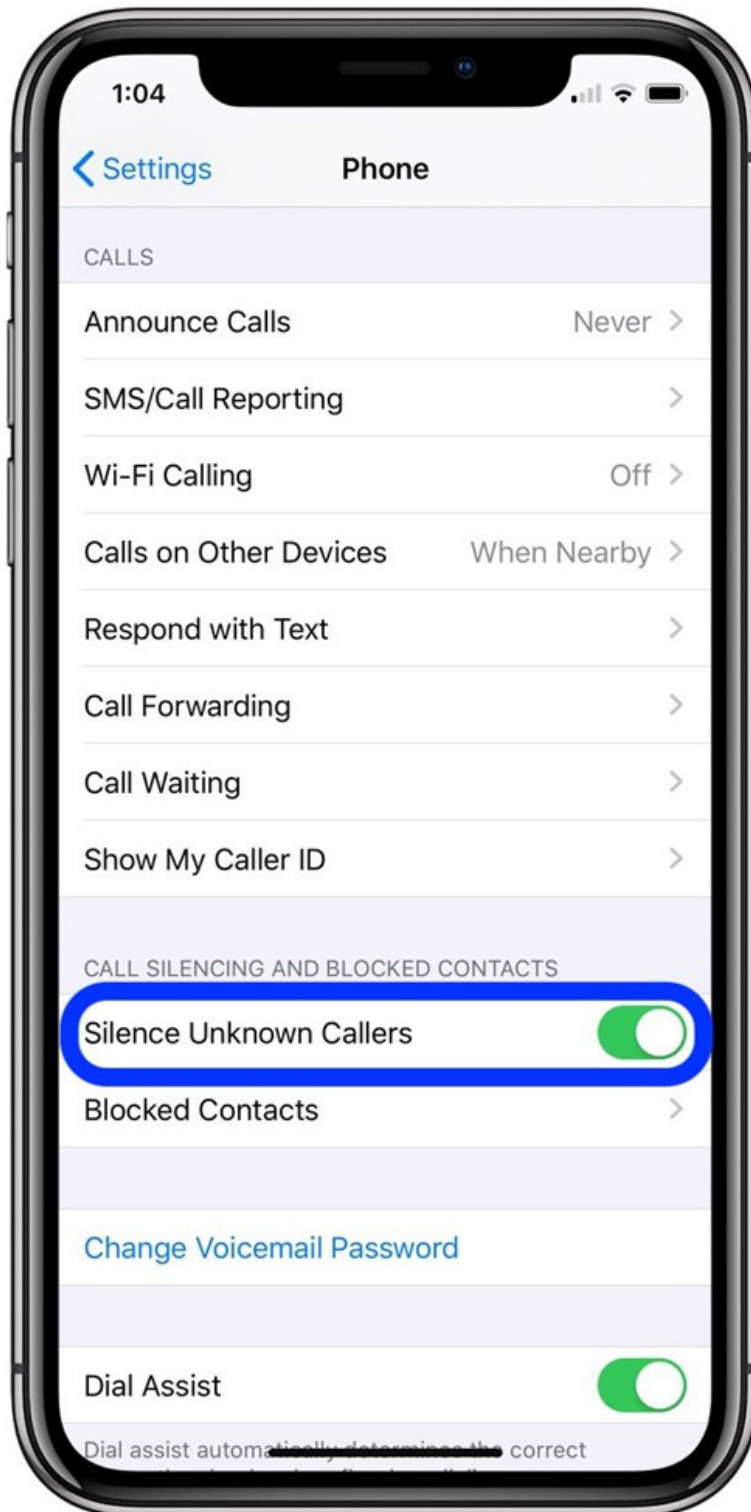 1:04
Settings
Phone
CALLS
Announce Calls Never
SMS/Call Reporting
Wi-Fi Calling Off
Calls on Other Devices When Nearby
Respond with Text
Call Forwarding
Call Waiting
Show My Caller ID
CALL SILENCING AND BLOCKED CONTACTS
Silence Unknown Callers
Blocked Contacts
Change Voicemail Password
Dial Assist
Dial assist automatically determines the correct